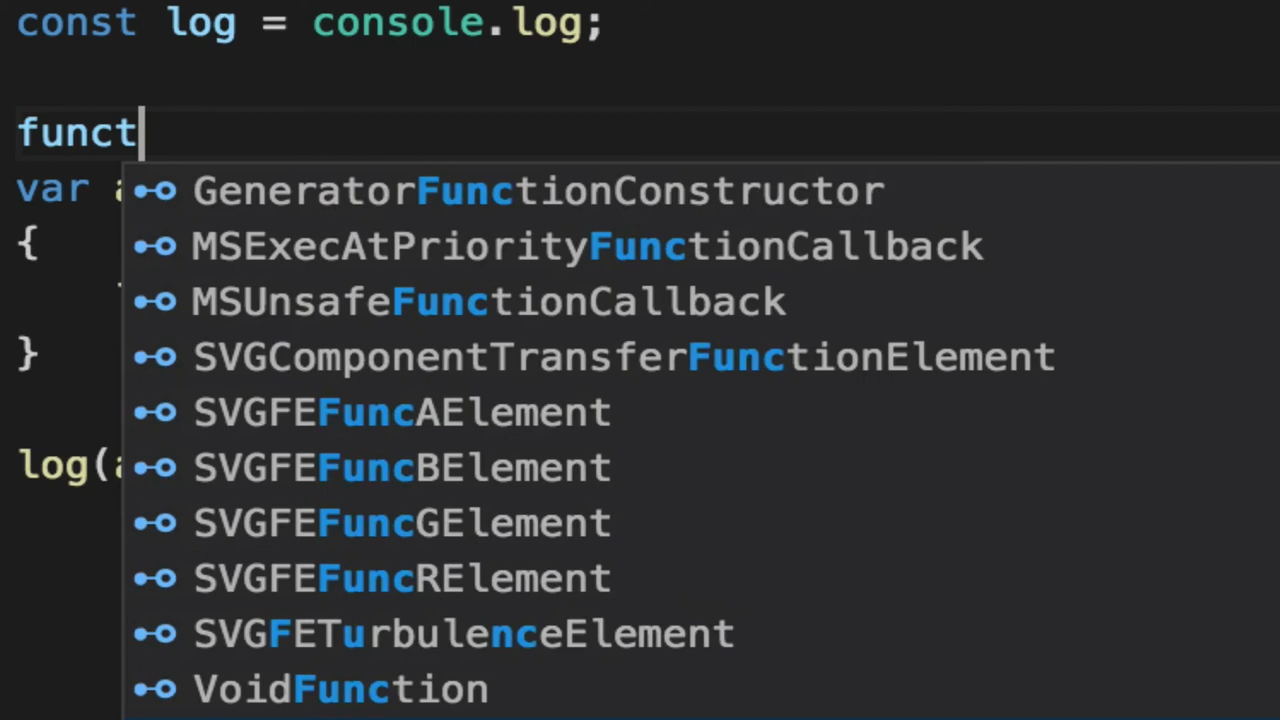 const log = console.log;
funct
var
GeneratorFunctionConstructor
{
MSExecAtPriorityFunctionCallback
MSUnsafeFunctionCallback
}
SVGComponentTransferFunctionElement
SVGFEFuncAElement
log(
SVGFEFuncBElement
SVGFEFuncGElement
SVGFEFuncRElement
SVGFETurbulenceElement
VoidFunction